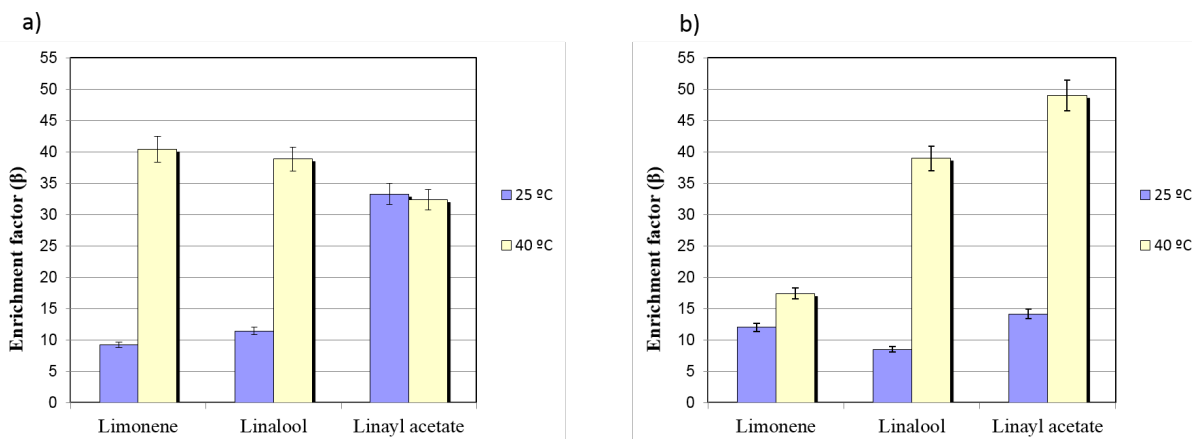 a)
Enrichment factor (β)
55
50
45
40
35
30
25
20
15
10
5
0
Limonene
Linalool
Linayl acetate
25 ºC
40 ºC
b)
Enrichment factor (β)
55
50
45
40
35
30
25
20
15
10
5
0
Limonene
Linalool
Linayl acetate
25 ºC
40 ºC